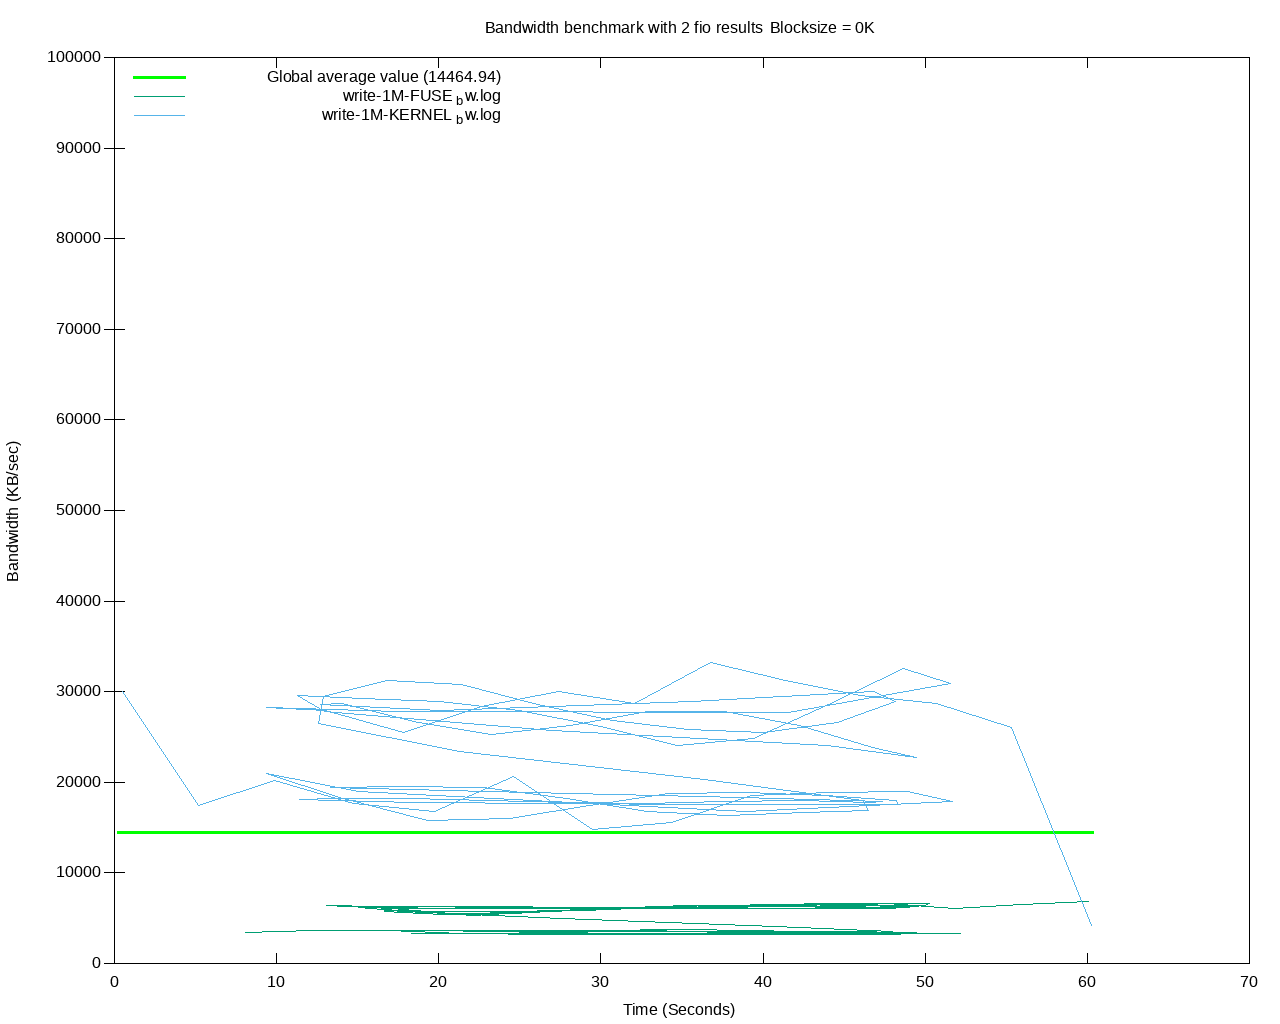 Bandwidth benchmark with 2 fio results Blocksize = 0K
100000
90000
80000
70000
60000
50000
40000
30000
20000
10000
0
Global average value (14464.94)
write-1M-FUSE_bw.log
write-1M-KERNEL_bw.log
Bandwidth (KB/sec)
0 10 20 30 40 50 60 70
Time (Seconds)